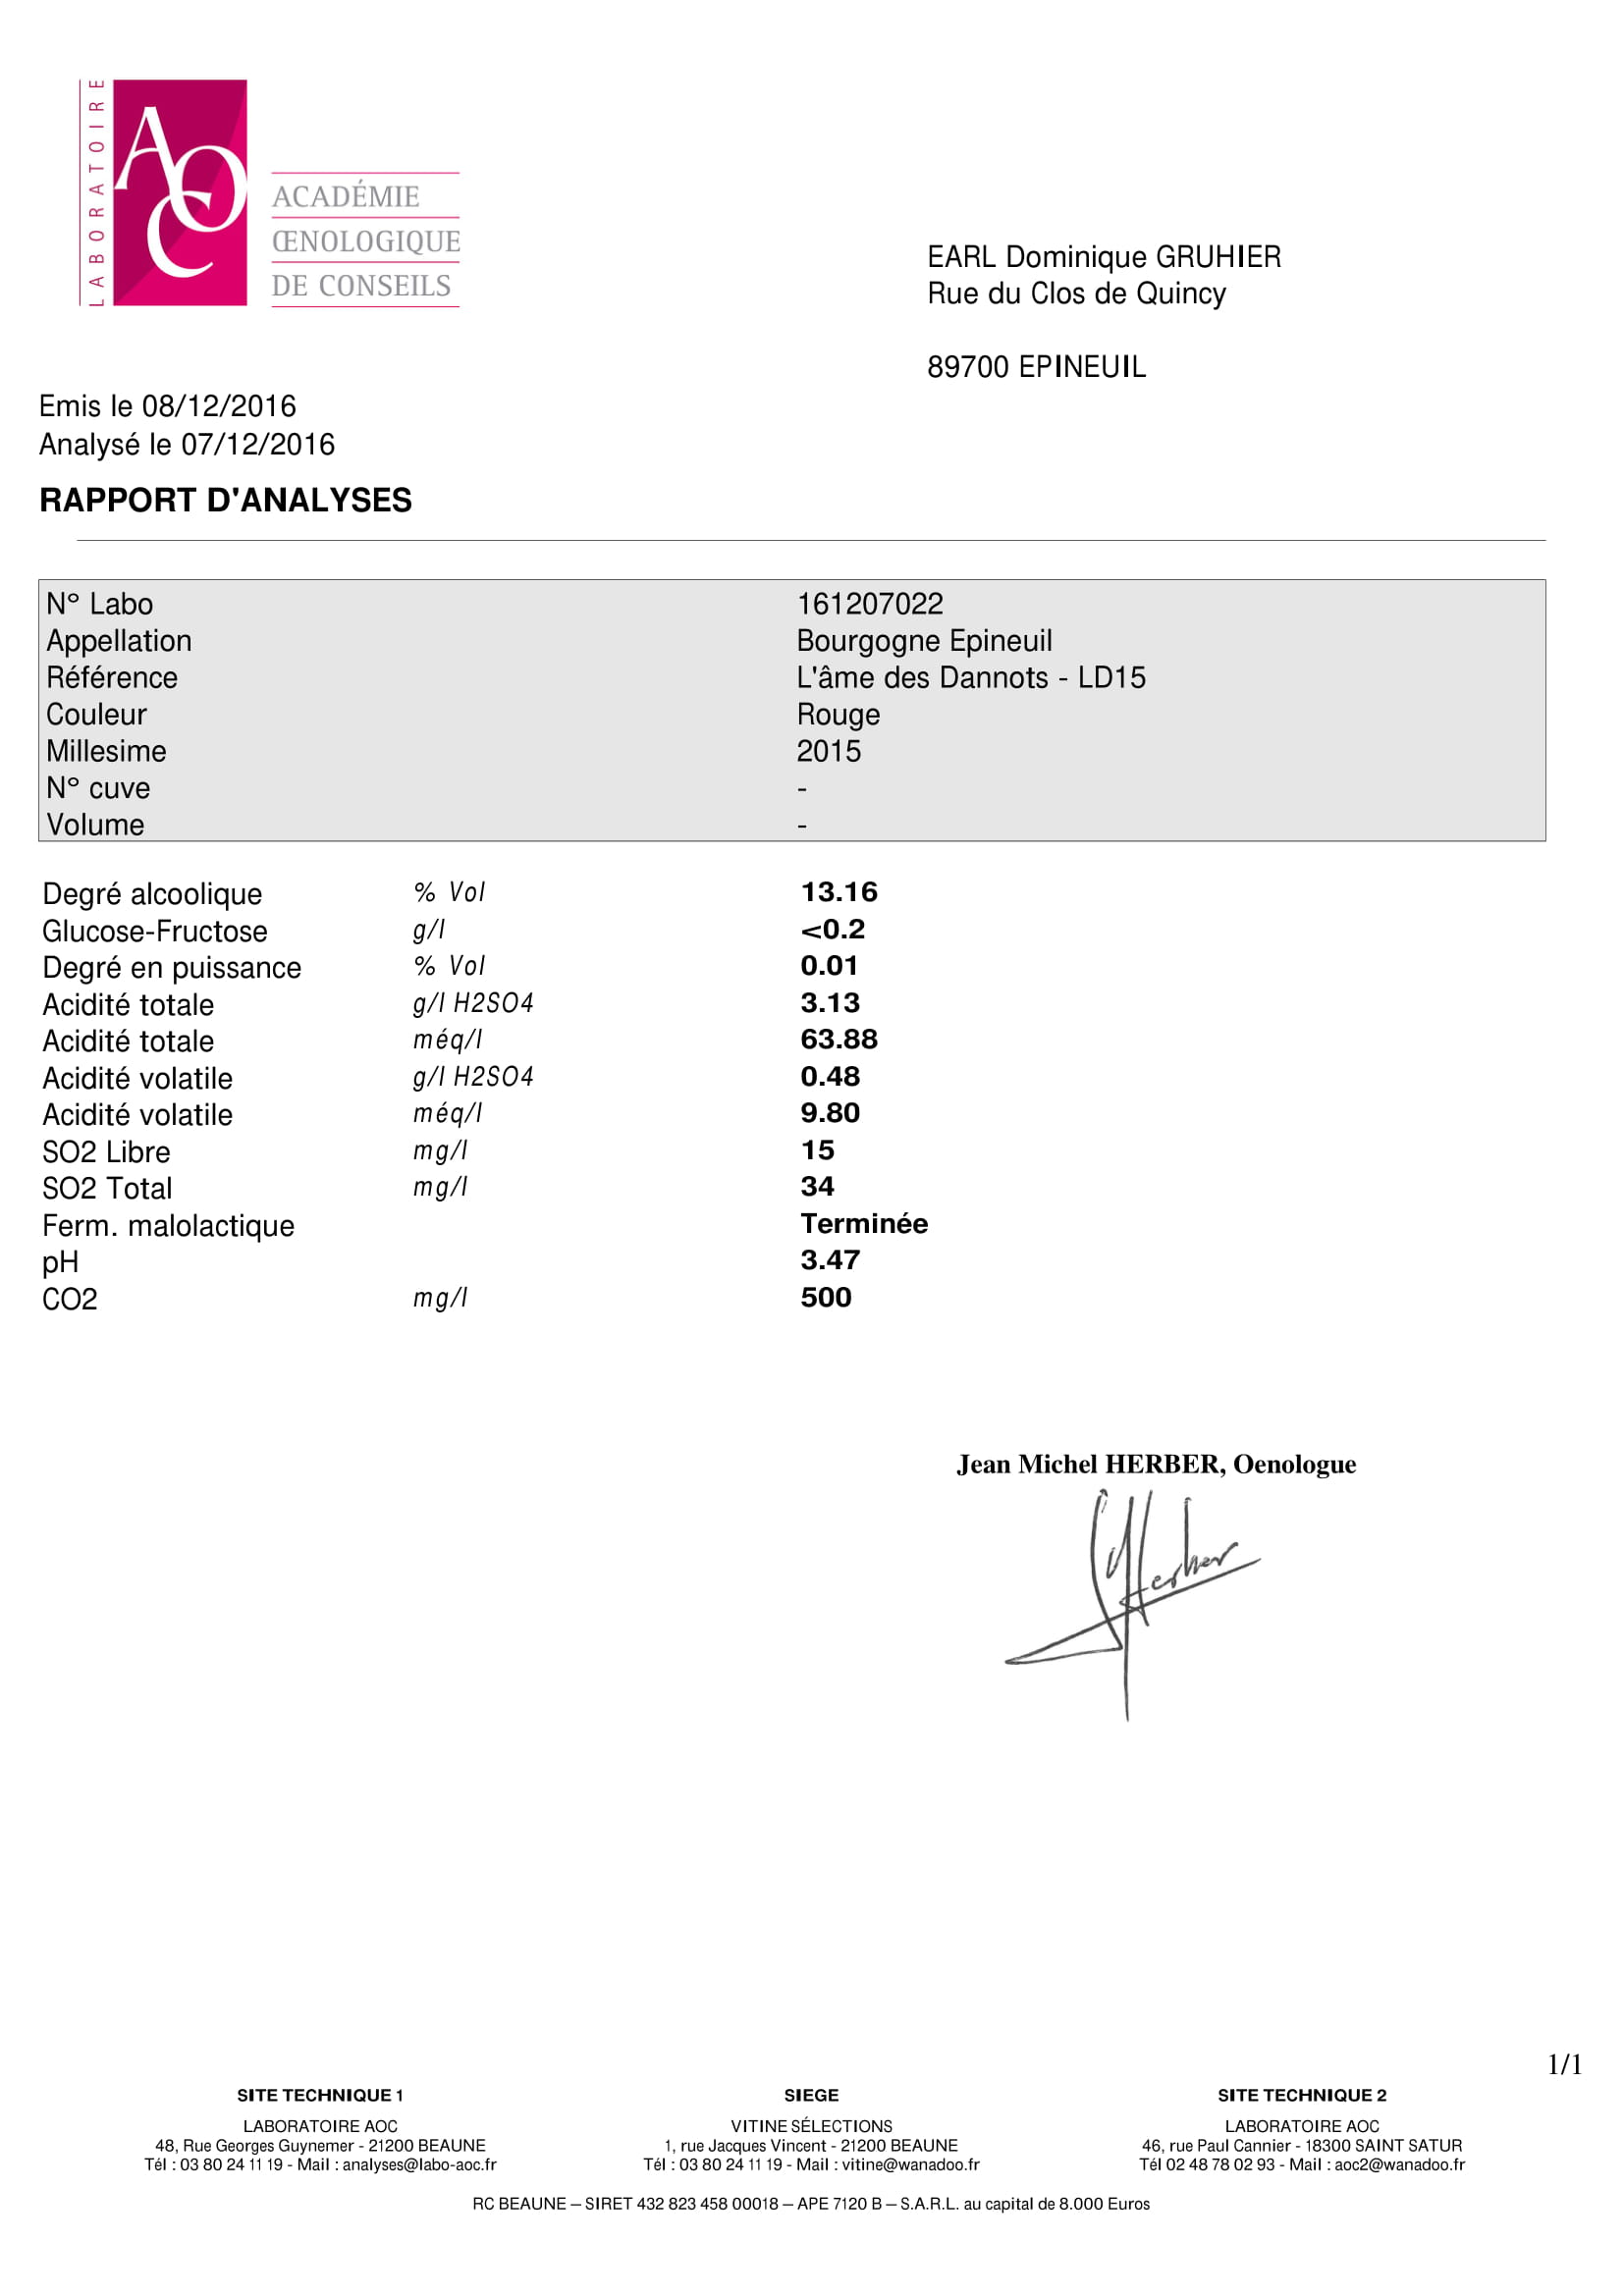 LABORATOIRE
AOC
ACADÉMIE
ŒNOLOGIQUE
DE CONSEILS
EARL Dominique GRUHIER
Rue du Clos de Quincy
89700 EPINEUIL
Emis le 08/12/2016
Analysé le 07/12/2016
RAPPORT D'ANALYSES
N° Labo 161207022
Appellation Bourgogne Epineuil
Référence L'âme des Dannots - LD15
Couleur Rouge
Millesime 2015
N° cuve -
Volume -
Degré alcoolique % Vol 13.16
Glucose-Fructose g/l <0.2
Degré en puissance % Vol 0.01
Acidité totale g/l H2SO4 3.13
Acidité totale méq/l 63.88
Acidité volatile g/l H2SO4 0.48
Acidité volatile méq/l 9.80
SO2 Libre mg/l 15
SO2 Total mg/l 34
Ferm. malolactique Terminée
pH 3.47
CO2 mg/l 500
Jean Michel HERBER, Oenologue
Herber
1/1
SITE TECHNIQUE 1
LABORATOIRE AOC
48, Rue Georges Guynemer - 21200 BEAUNE
Tél : 03 80 24 11 19 - Mail : analyses@labo-aoc.fr
SIEGE
VITINE SÉLECTIONS
1, rue Jacques Vincent - 21200 BEAUNE
Tél : 03 80 24 11 19 - Mail : vitine@wanadoo.fr
SITE TECHNIQUE 2
LABORATOIRE AOC
46, rue Paul Cannier - 18300 SAINT SATUR
Tél 02 48 78 02 93 - Mail : aoc2@wanadoo.fr
RC BEAUNE – SIRET 432 823 458 00018 – APE 7120 B – S.A.R.L. au capital de 8.000 Euros